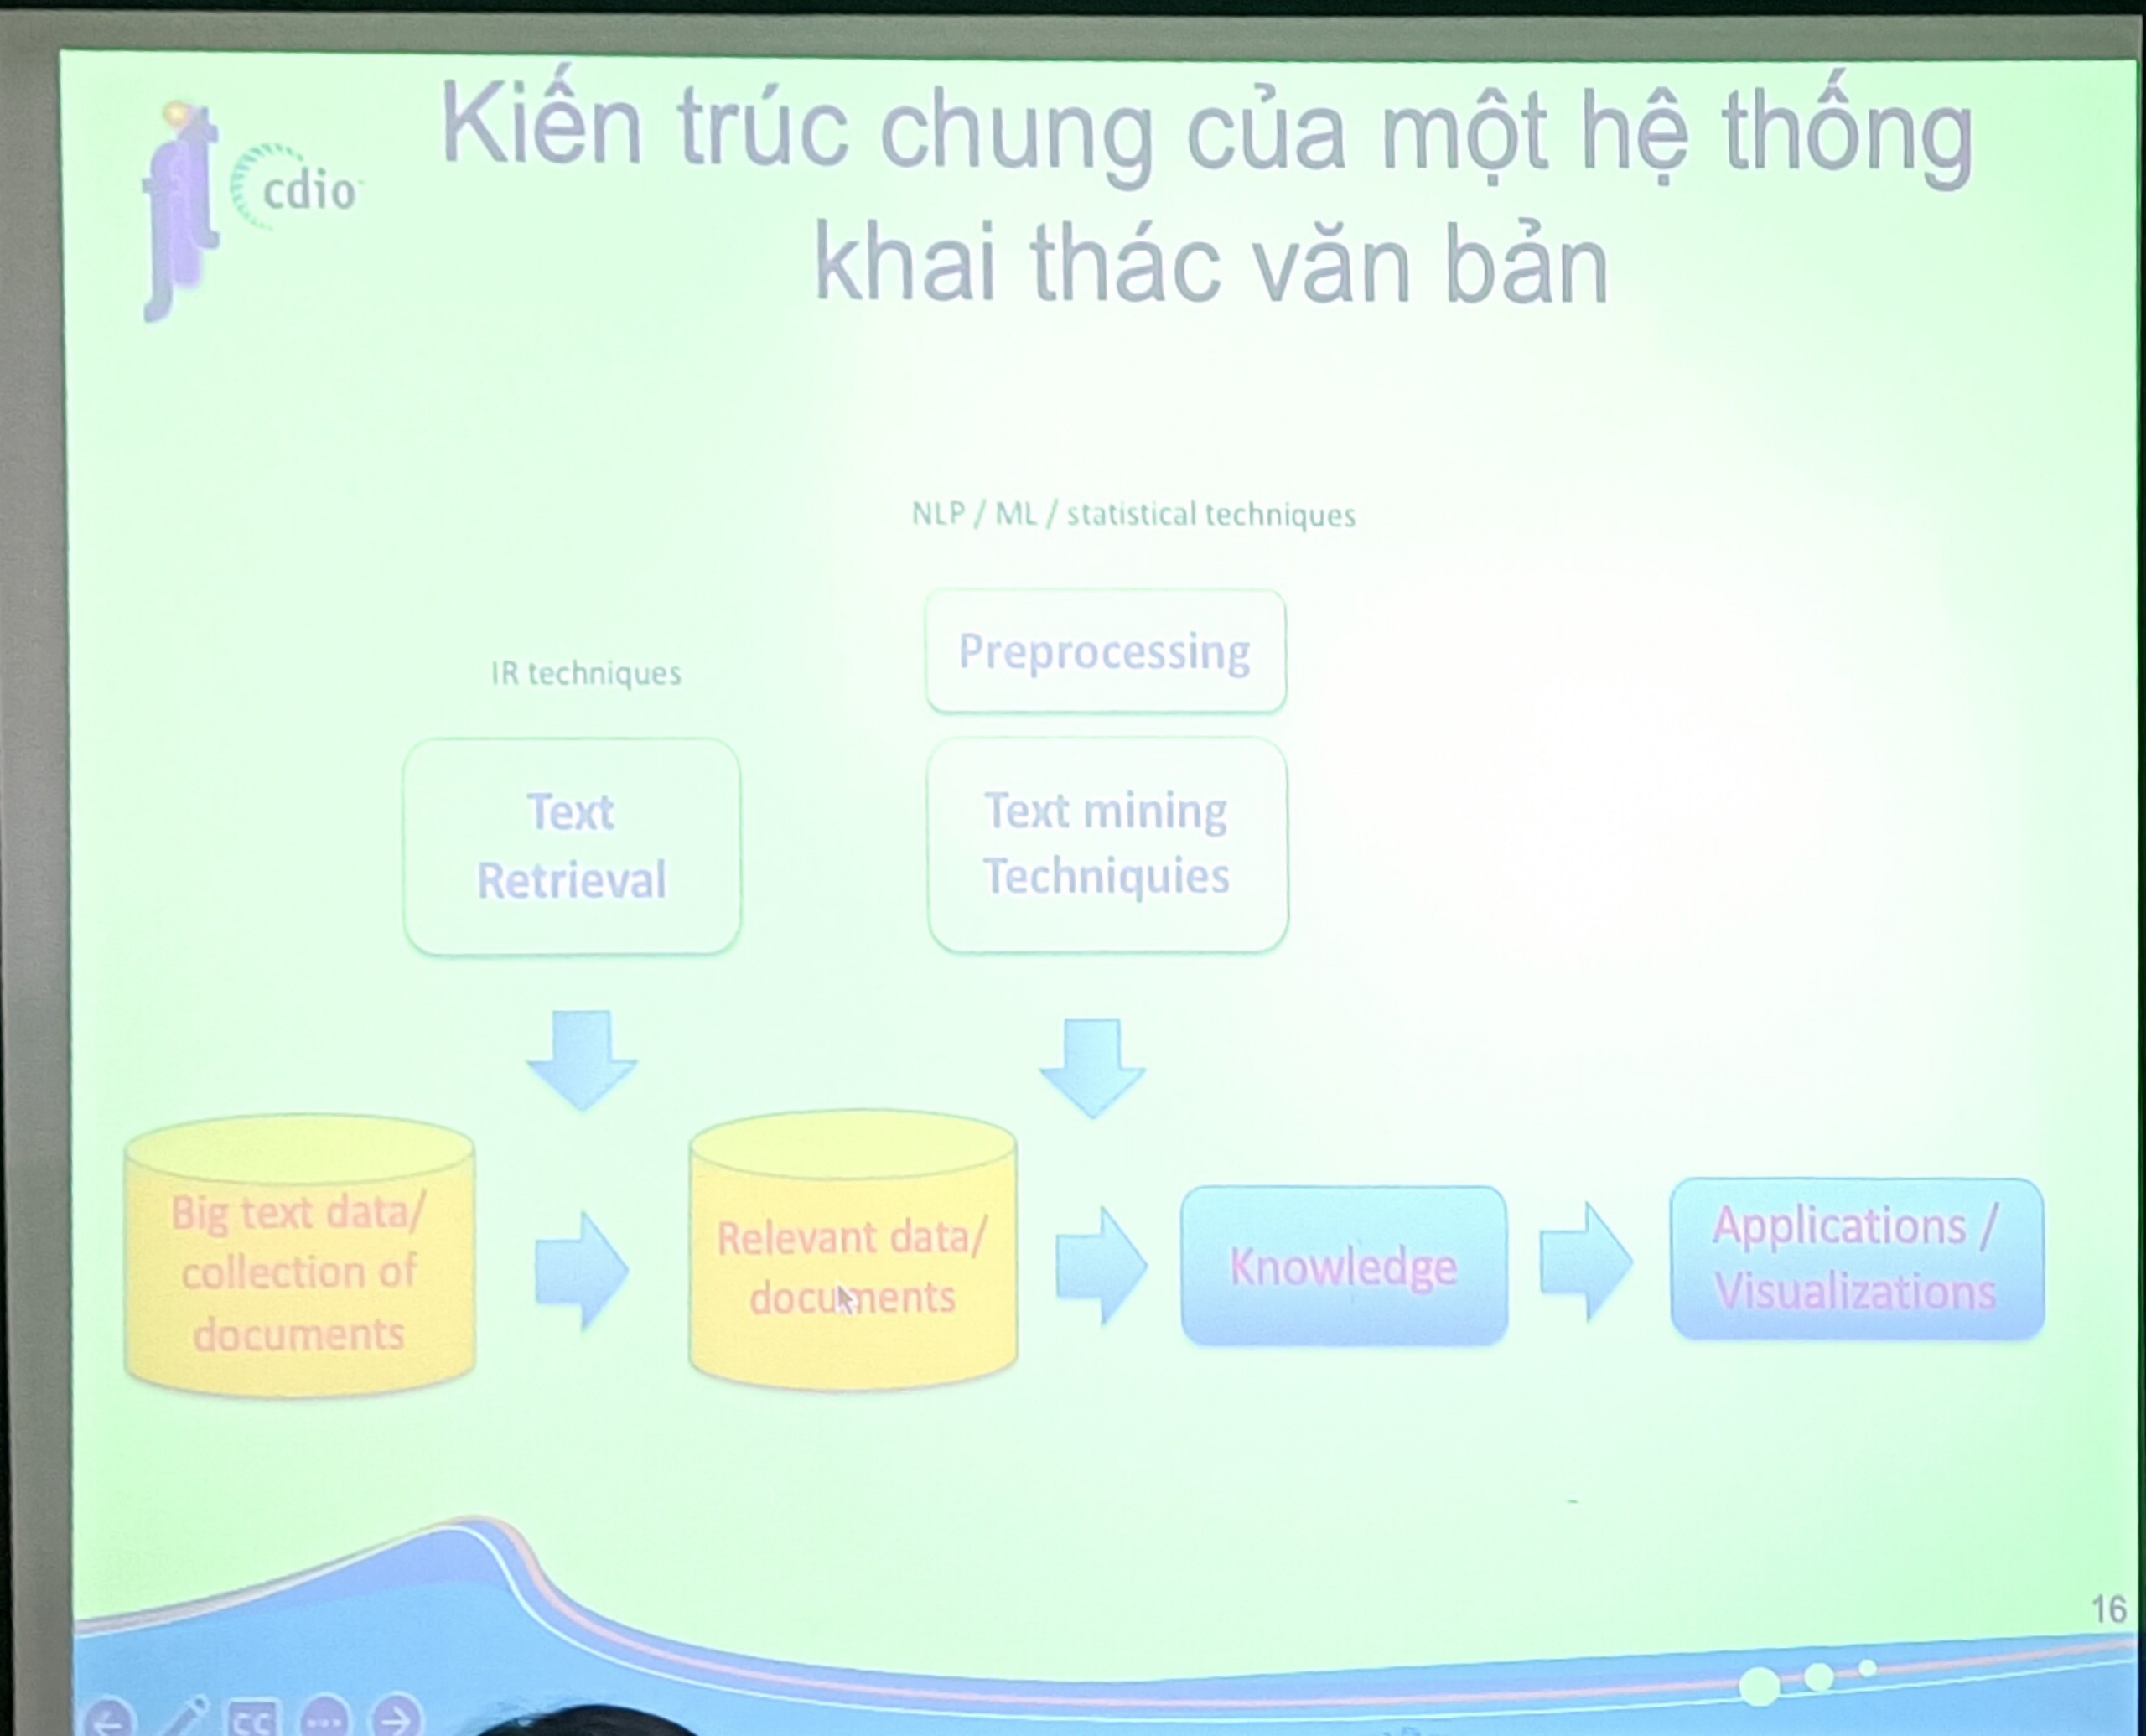 cdio
Kiến trúc chung của một hệ thống
khai thác văn bản
NLP / ML / statistical techniques
Preprocessing
IR techniques
Text
Retrieval
Text mining
Techniquies
Big text data/
collection of
documents
Relevant data/
documents
Knowledge
Applications /
Visualizations
16
CC